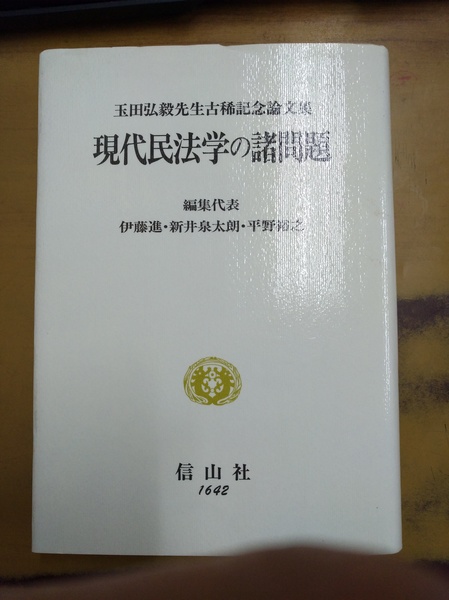 玉田弘毅先生古稀記念論文集
現代民法学の諸問題
編集代表
伊藤進・新井泉太朗・平野裕之
信山社
1642